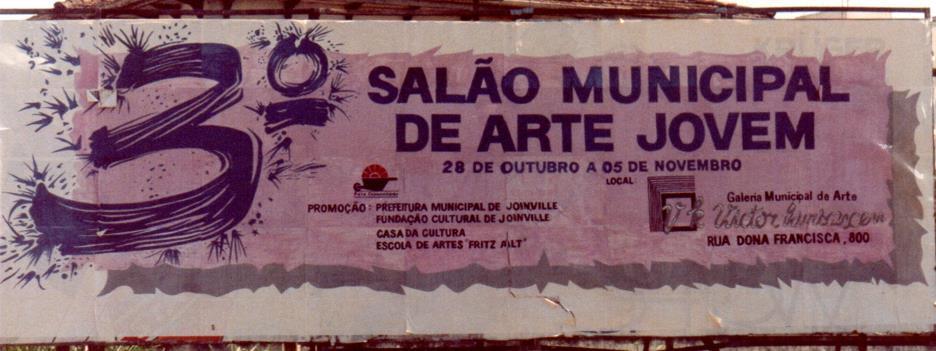 3º
SALÃO MUNICIPAL
DE ARTE JOVEM
28 DE OUTUBRO A 05 DE NOVEMBRO
LOCAL:
PROMOÇÃO: PREFEITURA MUNICIPAL DE JOINVILLE
FUNDAÇÃO CULTURAL DE JOINVILLE
CASA DA CULTURA
ESCOLA DE ARTES "FRITZ ALT"
Galeria Municipal de Arte
Victor
RUA DONA FRANCISCA, 800